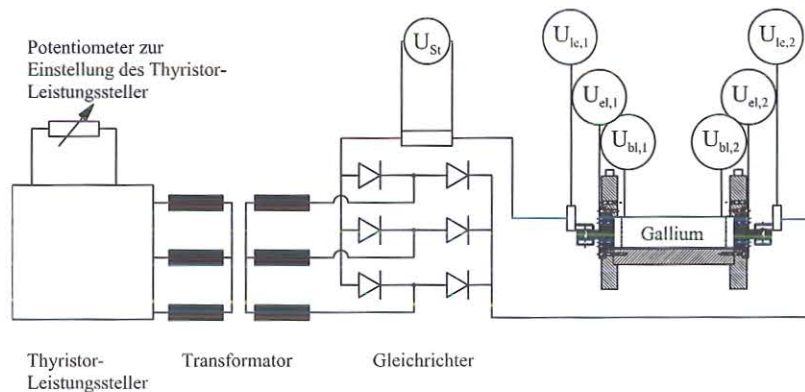 Potentiometer zur
Einstellung des Thyristor-
Leistungssteller
U_St
U_lc,1
U_lc,2
U_el,1
U_el,2
U_bl,1
U_bl,2
Gallium
Thyristor-
Leistungssteller
Transformator
Gleichrichter